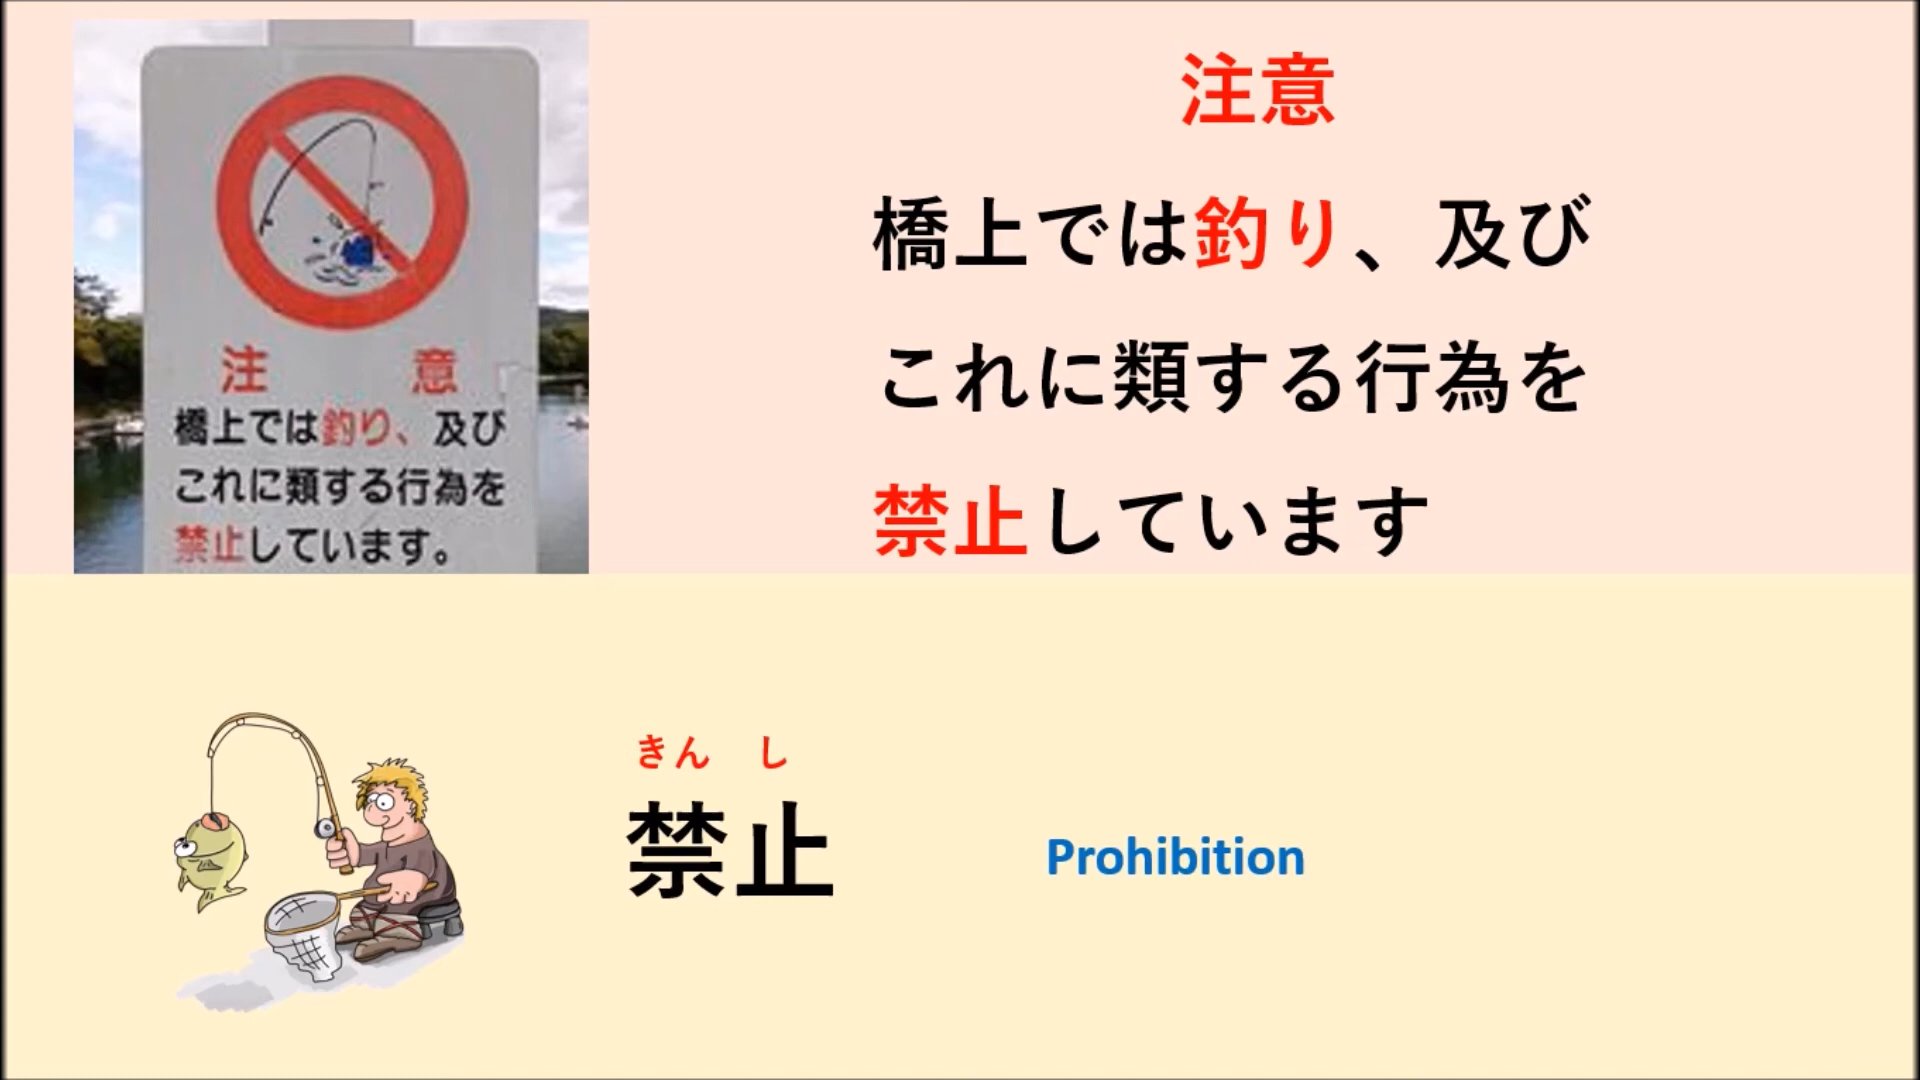 注意
橋上では釣り、及び
これに類する行為を
禁止しています。
注意
橋上では釣り、及び
これに類する行為を
禁止しています
きん し
禁止
Prohibition